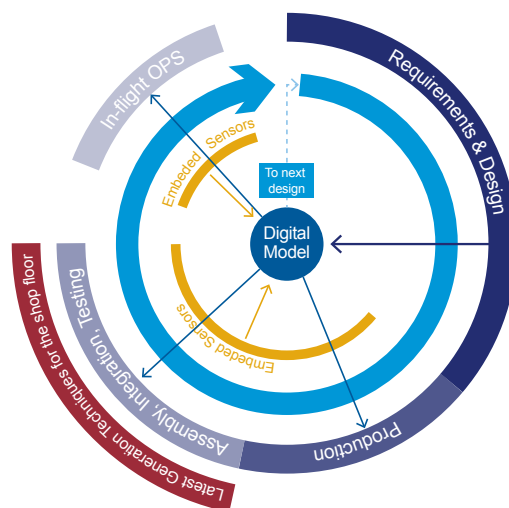 In-flight OPS
Requirements & Design
Embeded Sensors
To next
design
Digital
Model
Embeded Sensors
Assembly, Integration, Testing
Latest Generation Techniques for the shop floor
Production